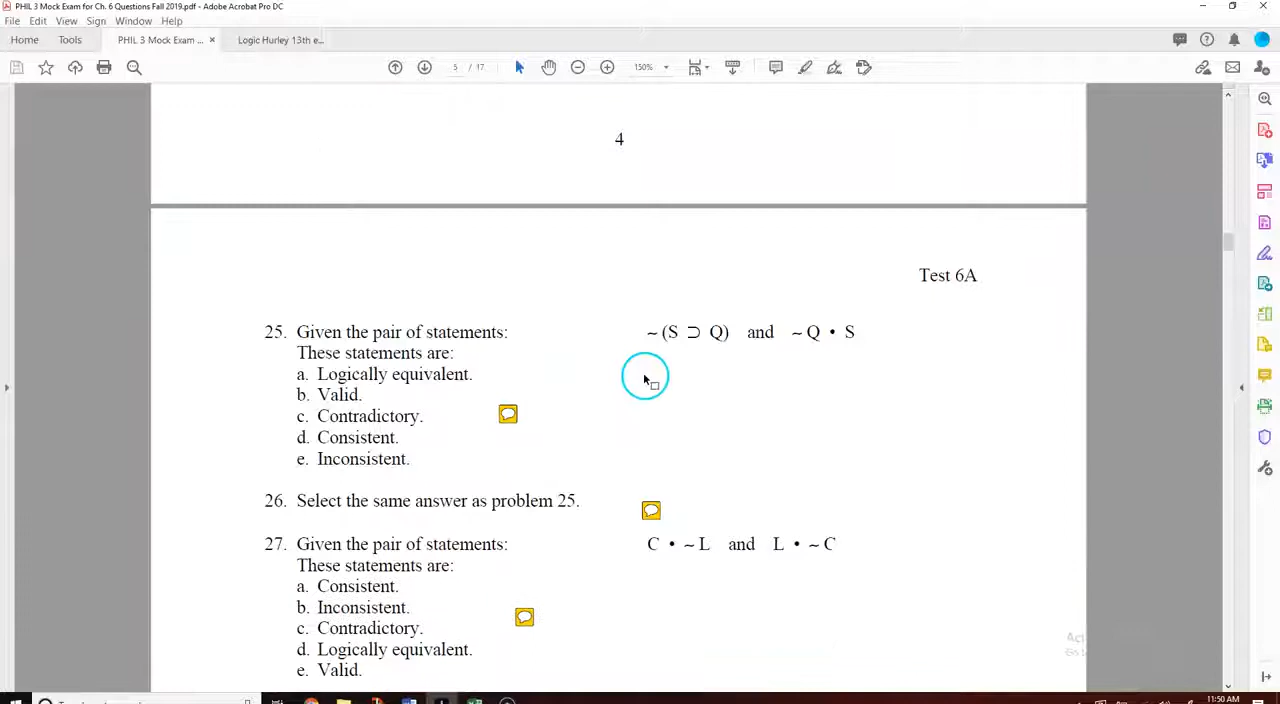 PHIL 3 Mock Exam for Ch. 6 Questions Fall 2019.pdf - Adobe Acrobat Pro DC
File Edit View Sign Window Help
Home Tools PHIL 3 Mock Exam ... × Logic Hurley 13th e...
5 / 17 150%
4
Test 6A
25. Given the pair of statements: ~ (S ⊃ Q) and ~ Q • S
These statements are:
a. Logically equivalent.
b. Valid.
c. Contradictory.
d. Consistent.
e. Inconsistent.
26. Select the same answer as problem 25.
27. Given the pair of statements: C • ~ L and L • ~ C
These statements are:
a. Consistent.
b. Inconsistent.
c. Contradictory.
d. Logically equivalent.
e. Valid.
11:50 AM